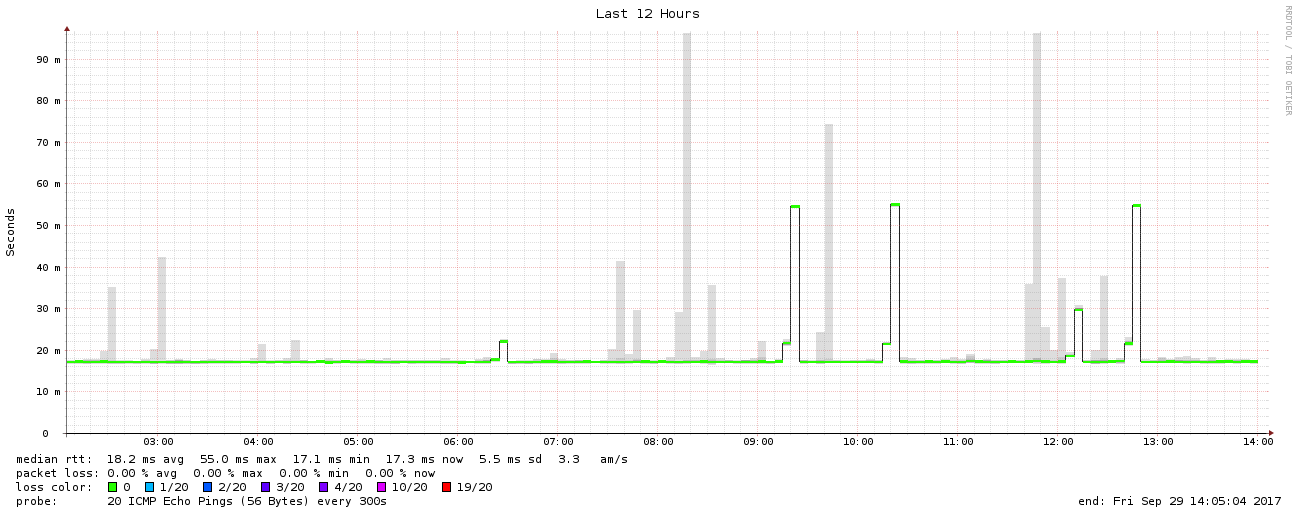 Last 12 Hours
RRDTOOL / TOBI OETIKER
Seconds
90 m
80 m
70 m
60 m
50 m
40 m
30 m
20 m
10 m
0
03:00 04:00 05:00 06:00 07:00 08:00 09:00 10:00 11:00 12:00 13:00 14:00
median rtt: 18.2 ms avg 55.0 ms max 17.1 ms min 17.3 ms now 5.5 ms sd 3.3 am/s
packet loss: 0.00 % avg 0.00 % max 0.00 % min 0.00 % now
loss color: 0 1/20 2/20 3/20 4/20 10/20 19/20
probe: 20 ICMP Echo Pings (56 Bytes) every 300s end: Fri Sep 29 14:05:04 2017